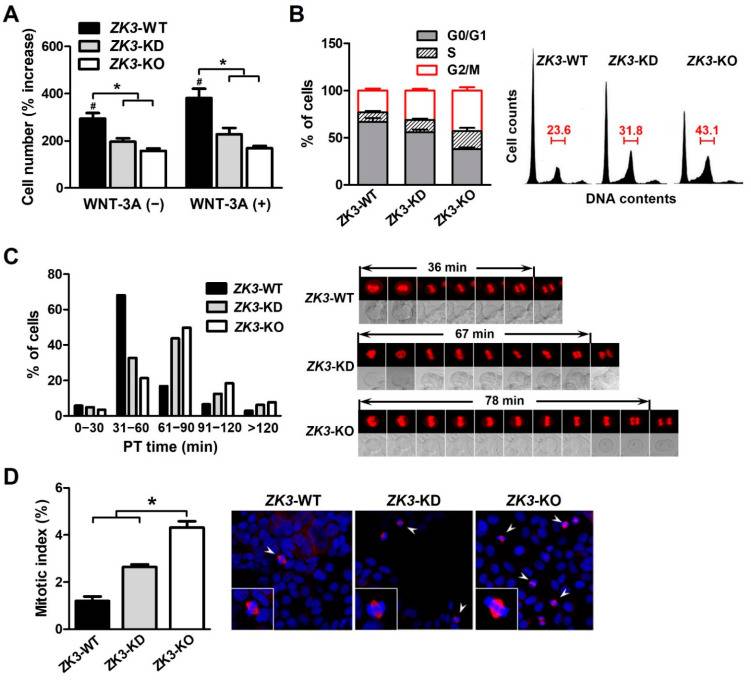 A
ZK3-WT
ZK3-KD
ZK3-KO
Cell number (% increase)
600
400
200
0
*
#
*
#
WNT-3A (−)
WNT-3A (+)
B
G0/G1
S
G2/M
% of cells
150
100
50
0
ZK3-WT
ZK3-KD
ZK3-KO
ZK3-WT
ZK3-KD
ZK3-KO
23.6
31.8
43.1
Cell counts
DNA contents
C
% of cells
80
60
40
20
0
ZK3-WT
ZK3-KD
ZK3-KO
0−30 31−60 61−90 91−120 >120
PT time (min)
36 min
ZK3-WT
67 min
ZK3-KD
78 min
ZK3-KO
D
Mitotic index (%)
6
4
2
0
*
ZK3-WT
ZK3-KD
ZK3-KO
ZK3-WT
ZK3-KD
ZK3-KO